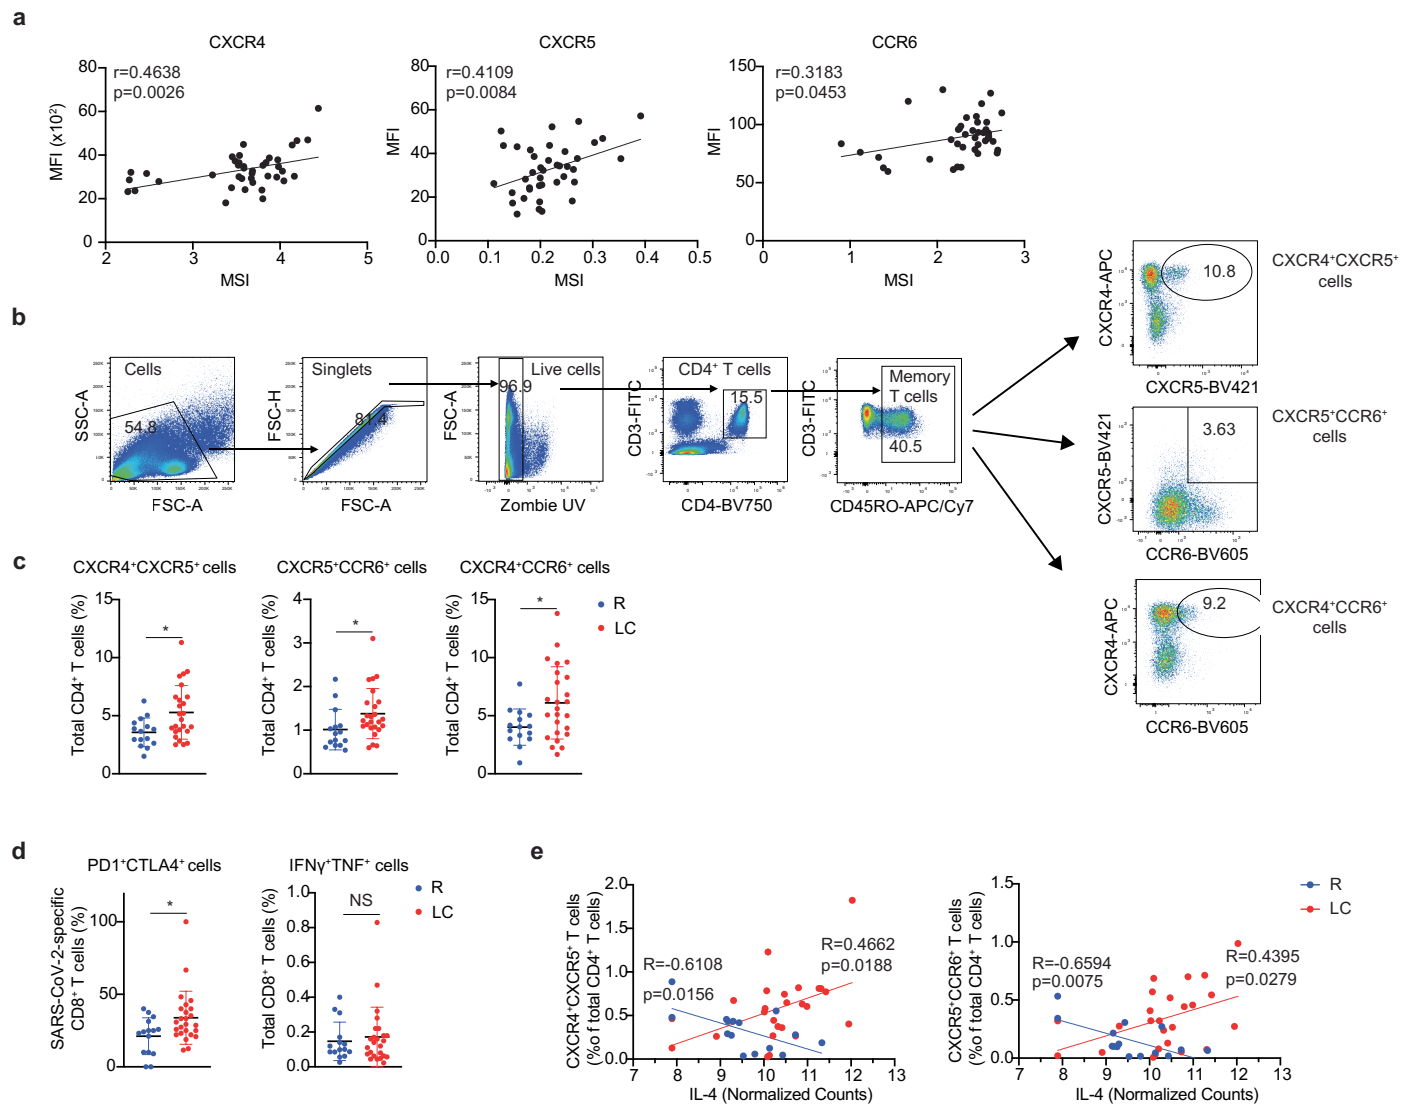 a
CXCR4
80
60
40
20
0
MFI (x10²)
r=0.4638
p=0.0026
2
3
4
5
MSI
CXCR5
80
60
40
20
0
MFI
r=0.4109
p=0.0084
0.0
0.1
0.2
0.3
0.4
0.5
MSI
CCR6
150
100
50
0
MFI
r=0.3183
p=0.0453
0
1
2
3
MSI
b
Cells
54.8
SSC-A
FSC-A
Singlets
81.4
FSC-H
FSC-A
Live cells
96.9
FSC-A
Zombie UV
CD4⁺ T cells
15.5
CD3-FITC
CD4-BV750
Memory
T cells
40.5
CD3-FITC
CD45RO-APC/Cy7
10.8
CXCR4-APC
CXCR5-BV421
CXCR4⁺CXCR5⁺
cells
3.63
CXCR5-BV421
CCR6-BV605
CXCR5⁺CCR6⁺
cells
9.2
CXCR4-APC
CCR6-BV605
CXCR4⁺CCR6⁺
cells
c
CXCR4⁺CXCR5⁺ cells
Total CD4⁺ T cells (%)
15
10
5
0
*
CXCR5⁺CCR6⁺ cells
Total CD4⁺ T cells (%)
4
3
2
1
0
*
CXCR4⁺CCR6⁺ cells
Total CD4⁺ T cells (%)
15
10
5
0
*
R
LC
d
PD1⁺CTLA4⁺ cells
SARS-CoV-2-specific
CD8⁺ T cells (%)
100
50
0
*
IFNγ⁺TNF⁺ cells
Total CD8⁺ T cells (%)
1.0
0.8
0.6
0.4
0.2
0.0
NS
R
LC
e
CXCR4⁺CXCR5⁺ T cells
(%o f total CD4⁺ T cells)
2.0
1.5
1.0
0.5
0.0
R=-0.6108
p=0.0156
R=0.4662
p=0.0188
7
8
9
10
11
12
13
IL-4 (Normalized Counts)
CXCR5⁺CCR6⁺ T cells
(%o of total CD4⁺ T cells)
1.5
1.0
0.5
0.0
R=-0.6594
p=0.0075
R=0.4395
p=0.0279
7
8
9
10
11
12
13
IL-4 (Normalized Counts)
R
LC